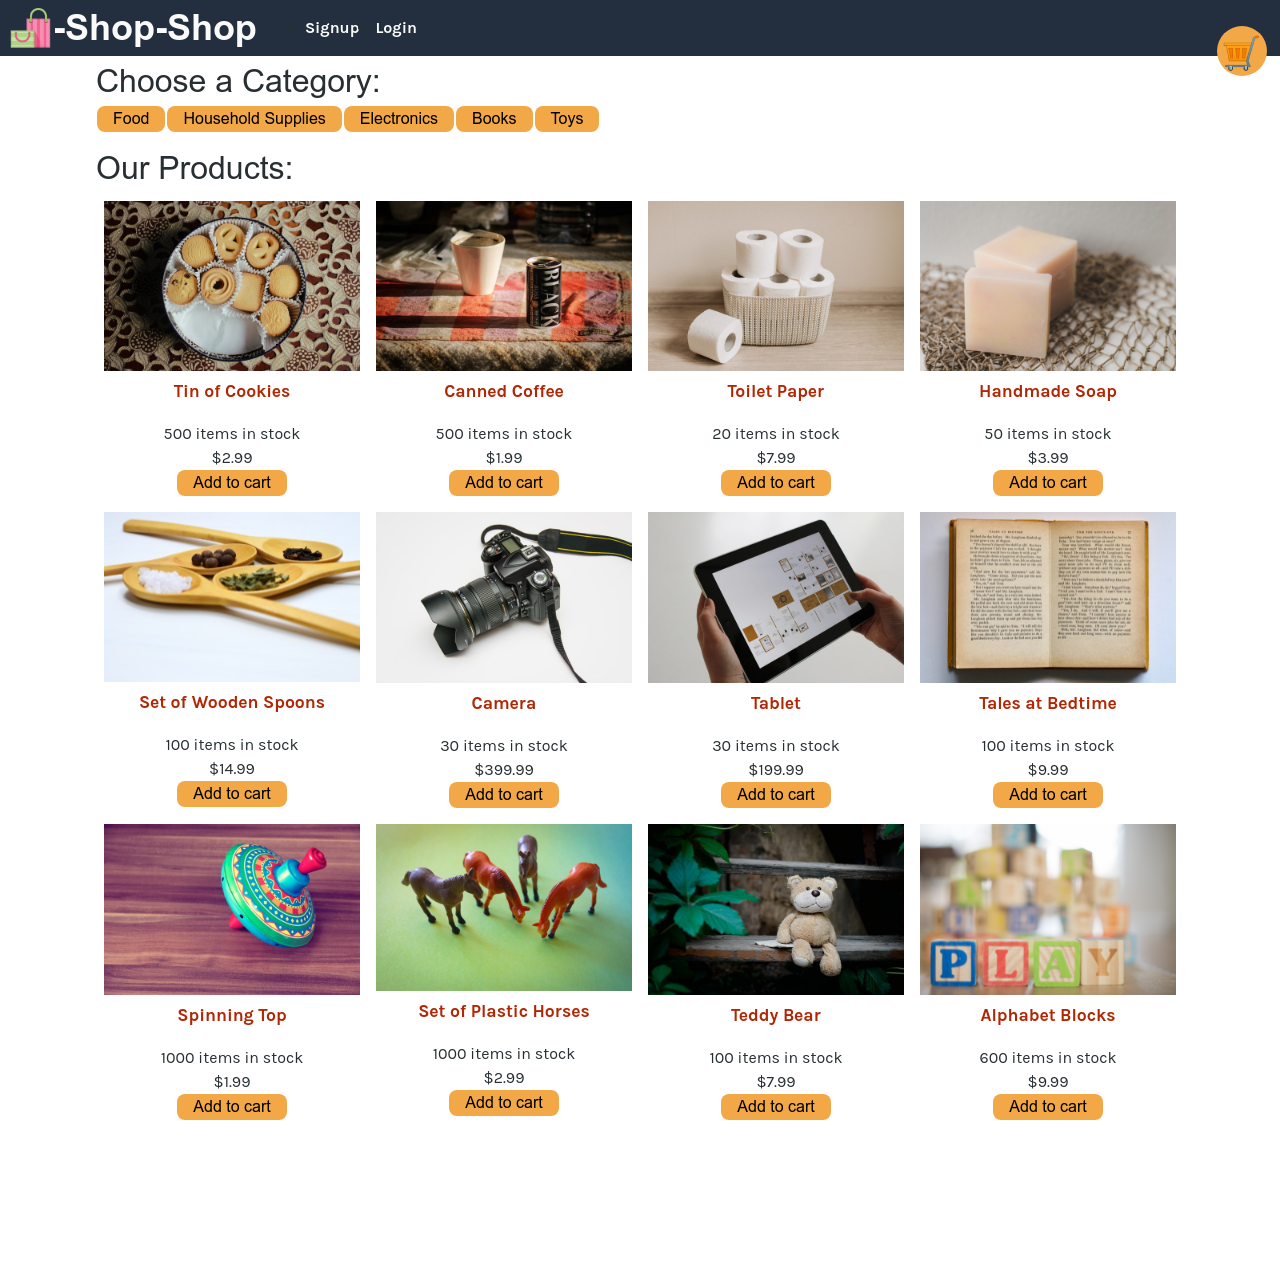 -Shop-Shop
Signup Login
Choose a Category:
Food Household Supplies Electronics Books Toys
Our Products:
BLACK
Tin of Cookies Canned Coffee Toilet Paper Handmade Soap
500 items in stock 500 items in stock 20 items in stock 50 items in stock
$2.99 $1.99 $7.99 $3.99
Add to cart Add to cart Add to cart Add to cart
Set of Wooden Spoons Camera Tablet Tales at Bedtime
100 items in stock 30 items in stock 30 items in stock 100 items in stock
$14.99 $399.99 $199.99 $9.99
Add to cart Add to cart Add to cart Add to cart
PLAY
Spinning Top Set of Plastic Horses Teddy Bear Alphabet Blocks
1000 items in stock 1000 items in stock 100 items in stock 600 items in stock
$1.99 $2.99 $7.99 $9.99
Add to cart Add to cart Add to cart Add to cart